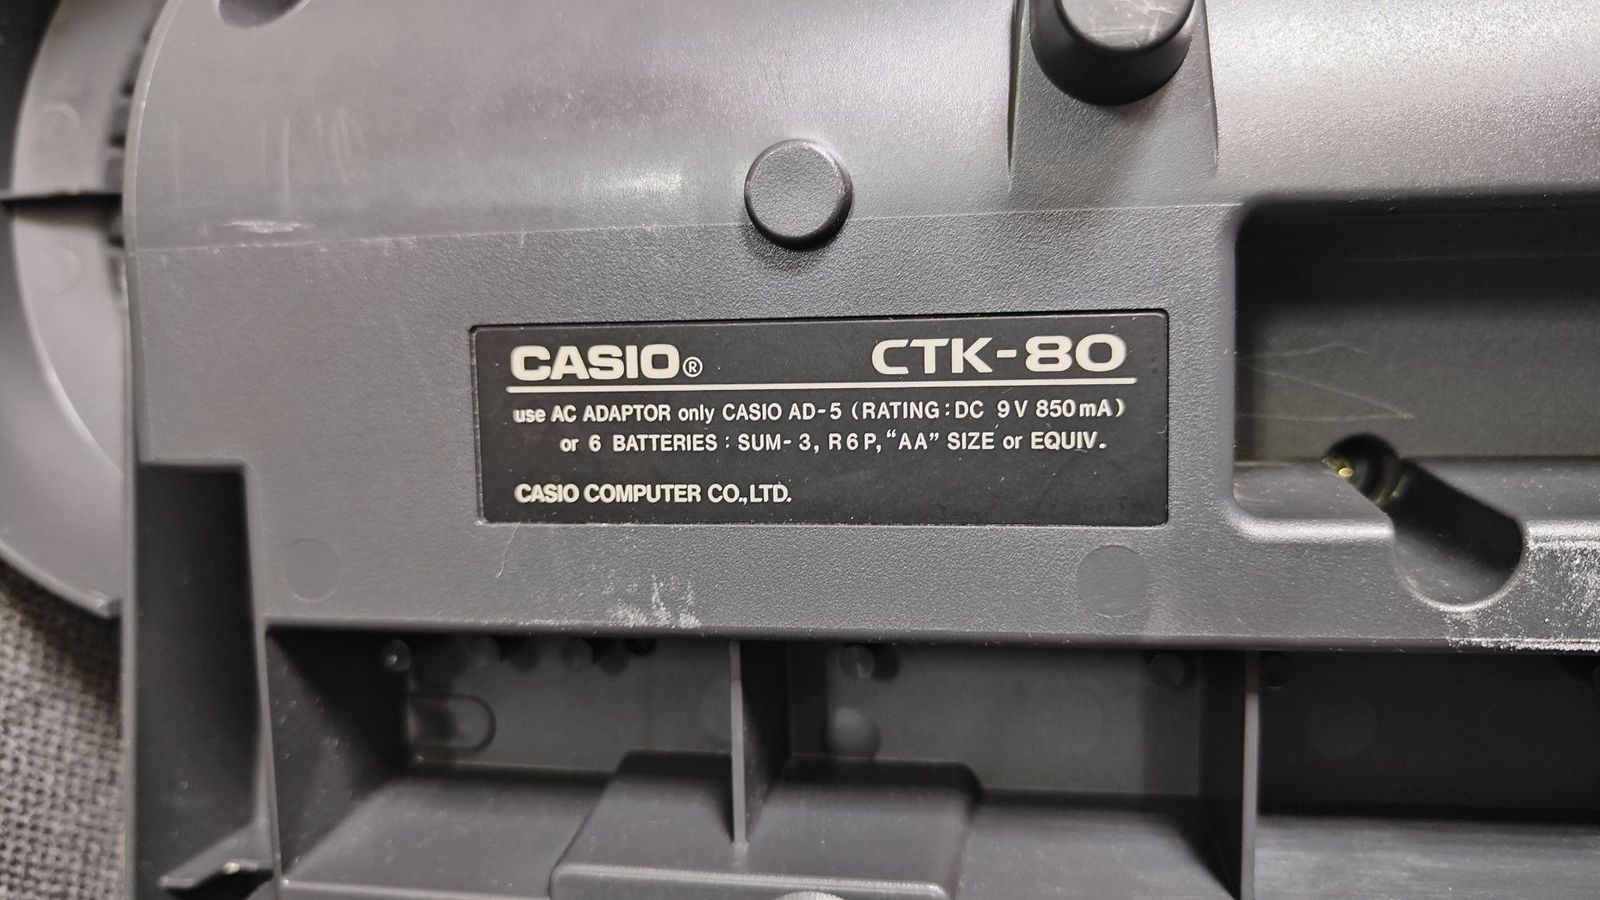 CASIO® CTK-80
use AC ADAPTOR only CASIO AD-5 (RATING:DC 9V 850mA)
or 6 BATTERIES : SUM-3, R6P, “AA” SIZE or EQUIV.
CASIO COMPUTER CO.,LTD.